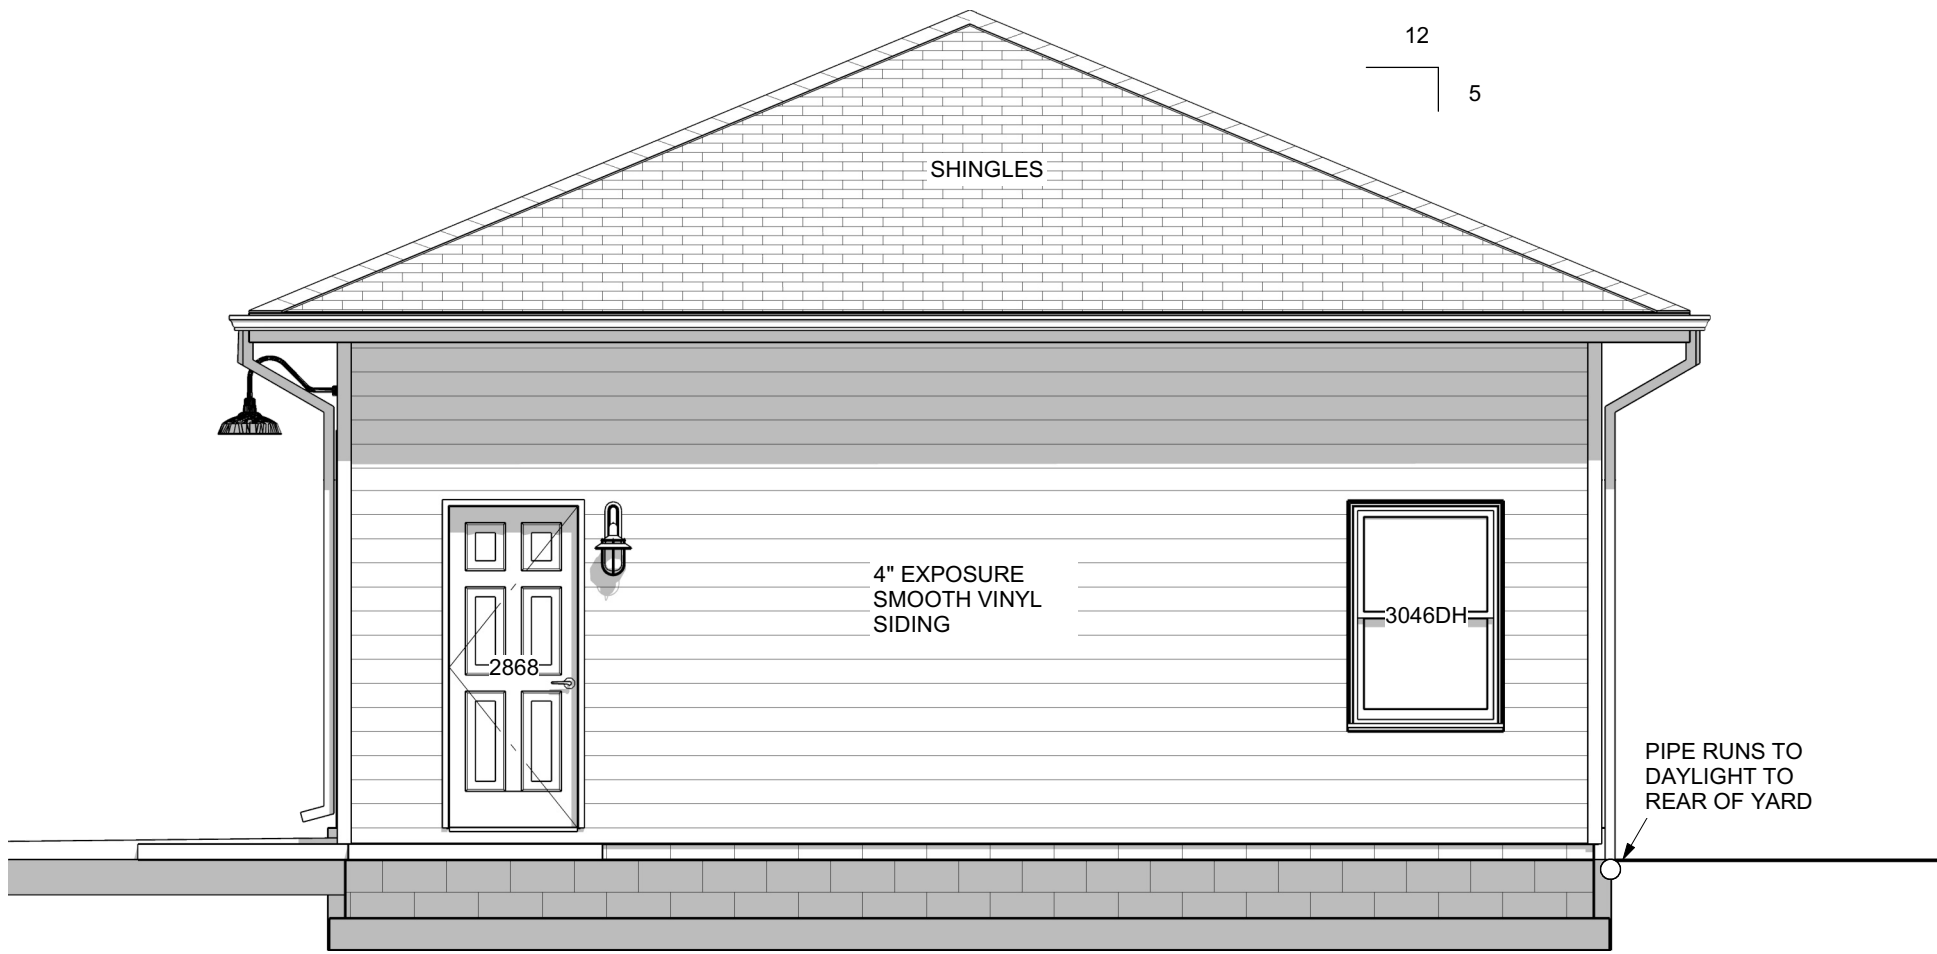 12
5
SHINGLES
4" EXPOSURE
SMOOTH VINYL
SIDING
3046DH
2868
PIPE RUNS TO
DAYLIGHT TO
REAR OF YARD